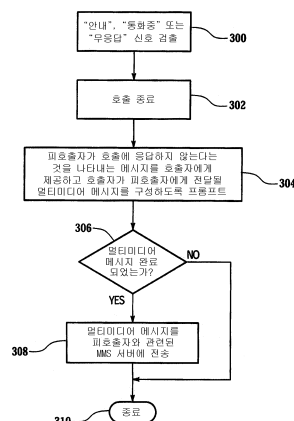 "안내", "통화중" 또는
"무응답" 신호 검출
300
호출 종료
302
피호출자가 호출에 응답하지 않는다는
것을 나타내는 메시지를 호출자에게
제공하고 호출자가 피호출자에게 전달될
멀티미디어 메시지를 구성하도록 프롬프트
304
306
멀티미디어
메시지 완료
되었는가?
NO
YES
멀티미디어 메시지를
피호출자와 관련된
MMS 서버에 전송
308
종료
310